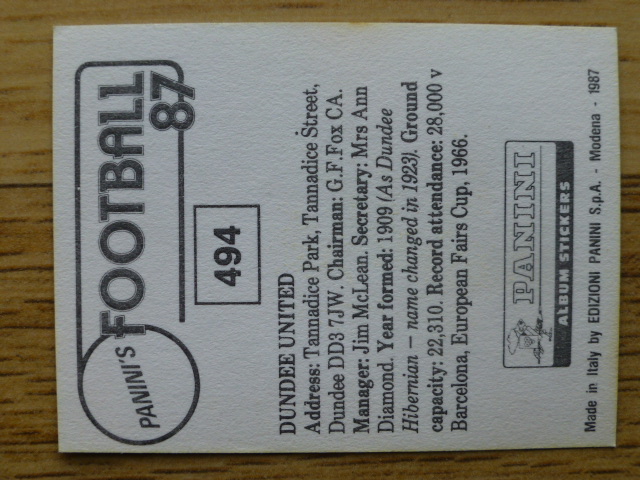 PANINI'S FOOTBALL
87
494
DUNDEE UNITED
Address: Tannadice Park, Tannadice Street,
Dundee DD3 7JW. Chairman: G.F.Fox CA.
Manager: Jim McLean. Secretary: Mrs Ann
Diamond. Year formed: 1909 (As Dundee
Hibernian – name changed in 1923). Ground
capacity: 22,310. Record attendance: 28,000 v
Barcelona, European Fairs Cup, 1966.
PANINI
ALBUM STICKERS
Made in Italy by EDIZIONI PANINI S.p.A. - Modena - 1987